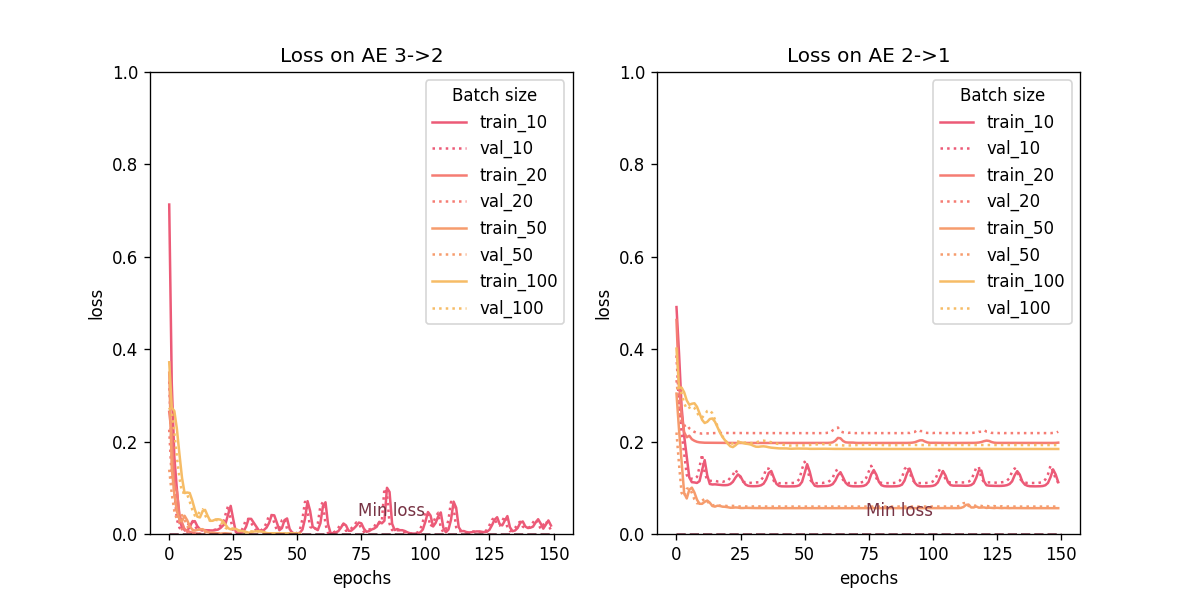 Loss on AE 3->2
1.0
0.8
0.6
0.4
0.2
0.0
loss
0
25
50
75
100
125
150
epochs
Batch size
train_10
val_10
train_20
val_20
train_50
val_50
train_100
val_100
Min loss
Loss on AE 2->1
1.0
0.8
0.6
0.4
0.2
0.0
loss
0
25
50
75
100
125
150
epochs
Batch size
train_10
val_10
train_20
val_20
train_50
val_50
train_100
val_100
Min loss